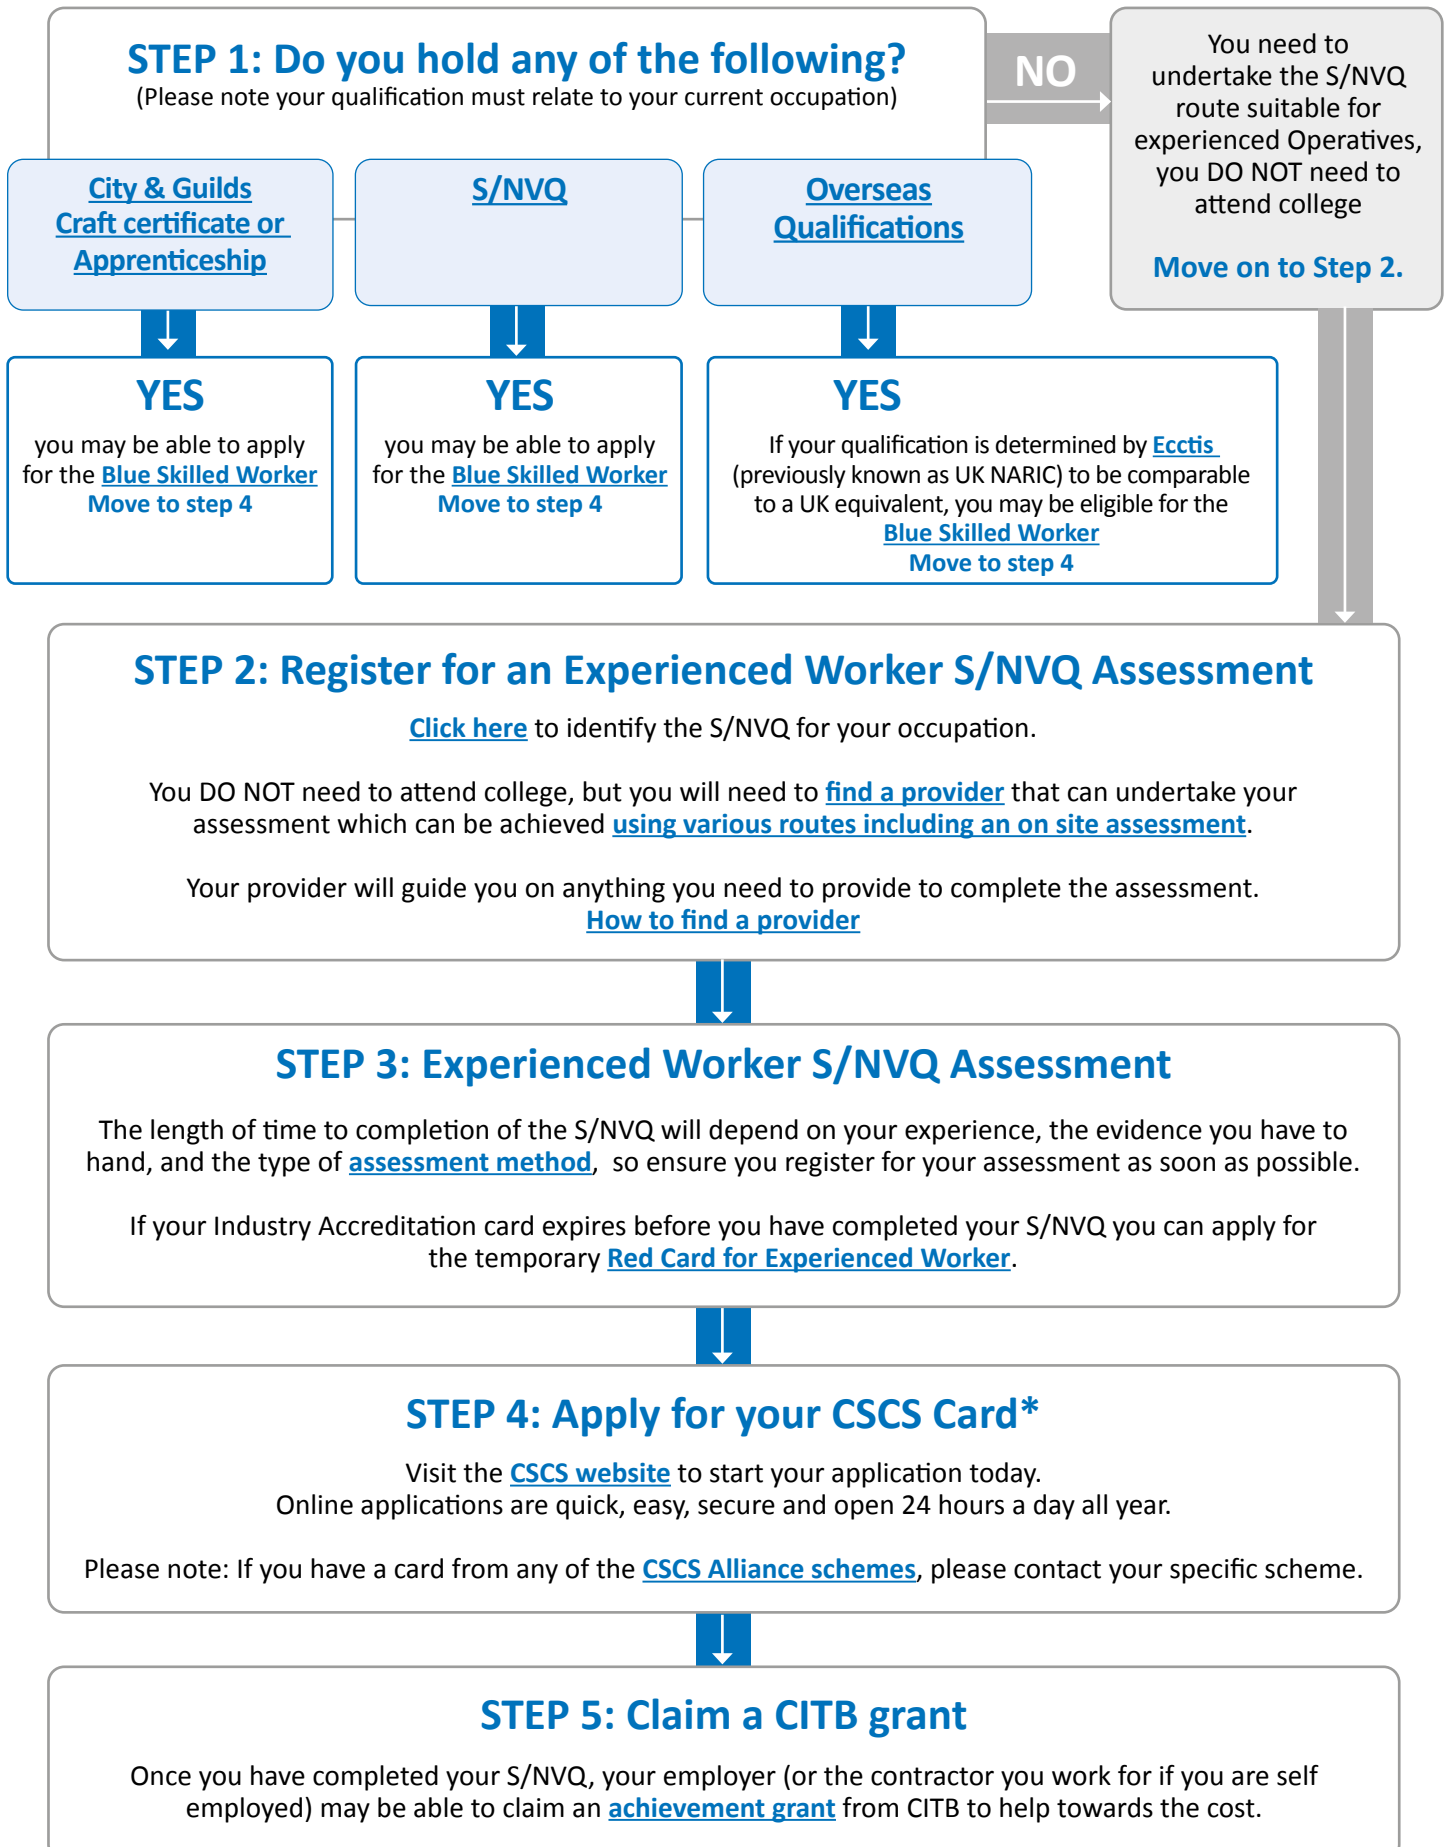 STEP 1: Do you hold any of the following?
(Please note your qualification must relate to your current occupation)
NO
You need to
undertake the S/NVQ
route suitable for
experienced Operatives,
you DO NOT need to
attend college
Move on to Step 2.
City & Guilds
Craft certificate or
Apprenticeship
S/NVQ
Overseas
Qualifications
YES
you may be able to apply
for the Blue Skilled Worker
Move to step 4
YES
you may be able to apply
for the Blue Skilled Worker
Move to step 4
YES
If your qualification is determined by Ecctis
(previously known as UK NARIC) to be comparable
to a UK equivalent, you may be eligible for the
Blue Skilled Worker
Move to step 4
STEP 2: Register for an Experienced Worker S/NVQ Assessment
Click here to identify the S/NVQ for your occupation.
You DO NOT need to attend college, but you will need to find a provider that can undertake your
assessment which can be achieved using various routes including an on site assessment.
Your provider will guide you on anything you need to provide to complete the assessment.
How to find a provider
STEP 3: Experienced Worker S/NVQ Assessment
The length of time to completion of the S/NVQ will depend on your experience, the evidence you have to
hand, and the type of assessment method, so ensure you register for your assessment as soon as possible.
If your Industry Accreditation card expires before you have completed your S/NVQ you can apply for
the temporary Red Card for Experienced Worker.
STEP 4: Apply for your CSCS Card*
Visit the CSCS website to start your application today.
Online applications are quick, easy, secure and open 24 hours a day all year.
Please note: If you have a card from any of the CSCS Alliance schemes, please contact your specific scheme.
STEP 5: Claim a CITB grant
Once you have completed your S/NVQ, your employer (or the contractor you work for if you are self
employed) may be able to claim an achievement grant from CITB to help towards the cost.